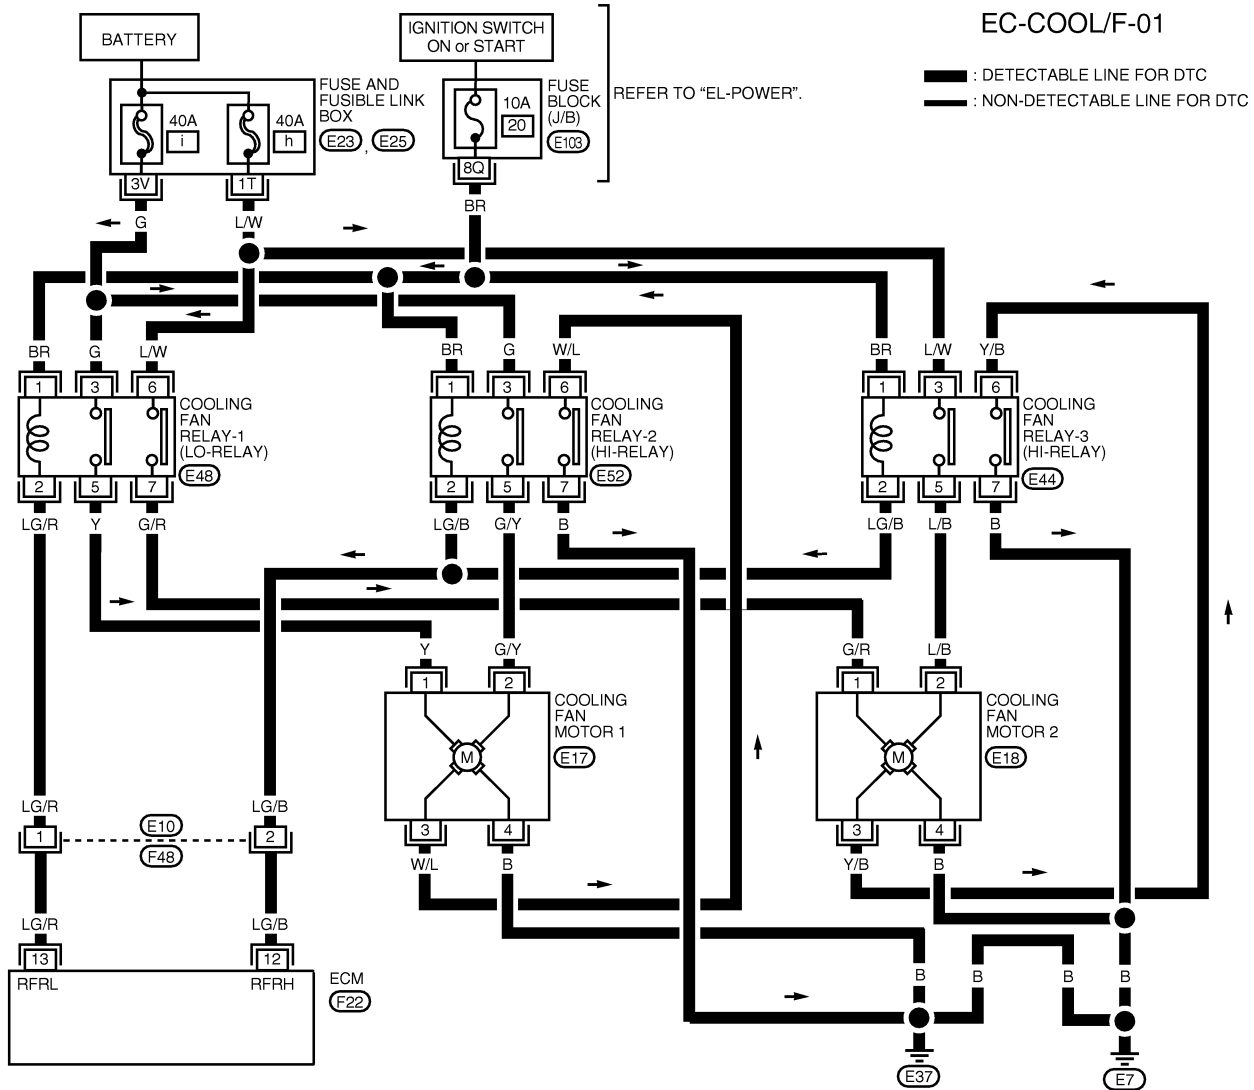 EC-COOL/F-01
: DETECTABLE LINE FOR DTC
: NON-DETECTABLE LINE FOR DTC
BATTERY
IGNITION SWITCH
ON or START
FUSE AND
FUSIBLE LINK
BOX
E23 , E25
40A
i
40A
h
10A
20
FUSE
BLOCK
(J/B)
E103
REFER TO “EL-POWER”.
3V
1T
8Q
G
L/W
BR
BR
G
L/W
BR
G
W/L
BR
L/W
Y/B
1
3
6
1
3
6
1
3
6
COOLING
FAN
RELAY-1
(LO-RELAY)
E48
COOLING
FAN
RELAY-2
(HI-RELAY)
E52
COOLING
FAN
RELAY-3
(HI-RELAY)
E44
2
5
7
2
5
7
2
5
7
LG/R
Y
G/R
LG/B
G/Y
B
LG/B
L/B
B
Y
G/Y
G/R
L/B
1
2
1
2
COOLING
FAN
MOTOR 1
E17
M
COOLING
FAN
MOTOR 2
E18
M
3
4
3
4
W/L
B
Y/B
B
LG/R
LG/B
1
E10
F48
2
LG/R
LG/B
13
12
RFRL
RFRH
ECM
F22
B
B
B
B
E37
E7